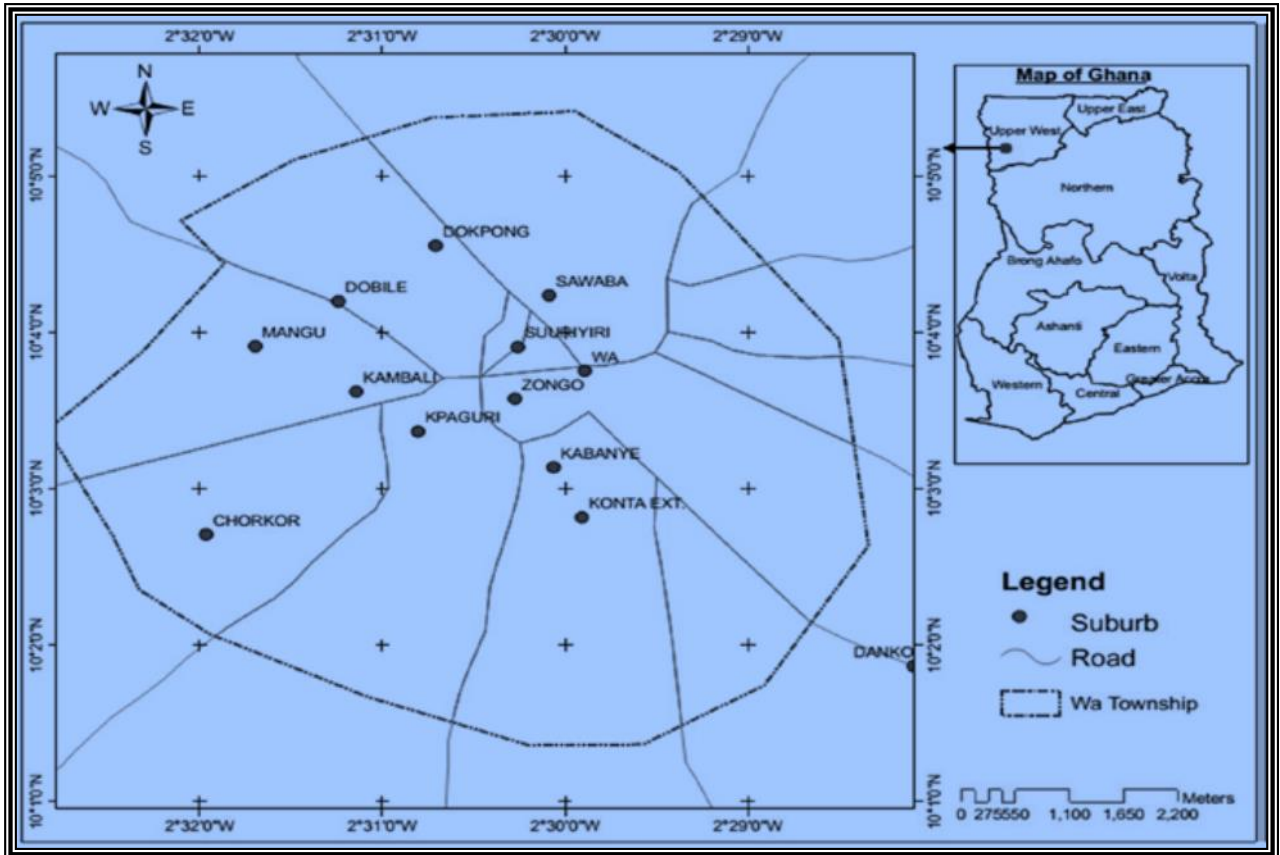 2°32'0"W 2°31'0"W 2°30'0"W 2°29'0"W
N
W E
S
Map of Ghana
Upper East
Upper West
Northern
Brong Ahafo
Volta
Ashanti
Eastern
Western
Central
Greater Accra
10°5'0"N
10°4'0"N
10°3'0"N
10°2'0"N
10°1'0"N
DOKPONG
SAWABA
DOBILE
MANGU
SUURIYIRI
WA
KAMBALI
ZONGO
KPAGURI
KABANYE
KONTA EXT.
CHORKOR
DANKO
10°5'0"N
10°4'0"N
10°3'0"N
10°2'0"N
10°1'0"N
Legend
Suburb
Road
Wa Township
Meters
0 275550 1,100 1,650 2,200
2°32'0"W 2°31'0"W 2°30'0"W 2°29'0"W